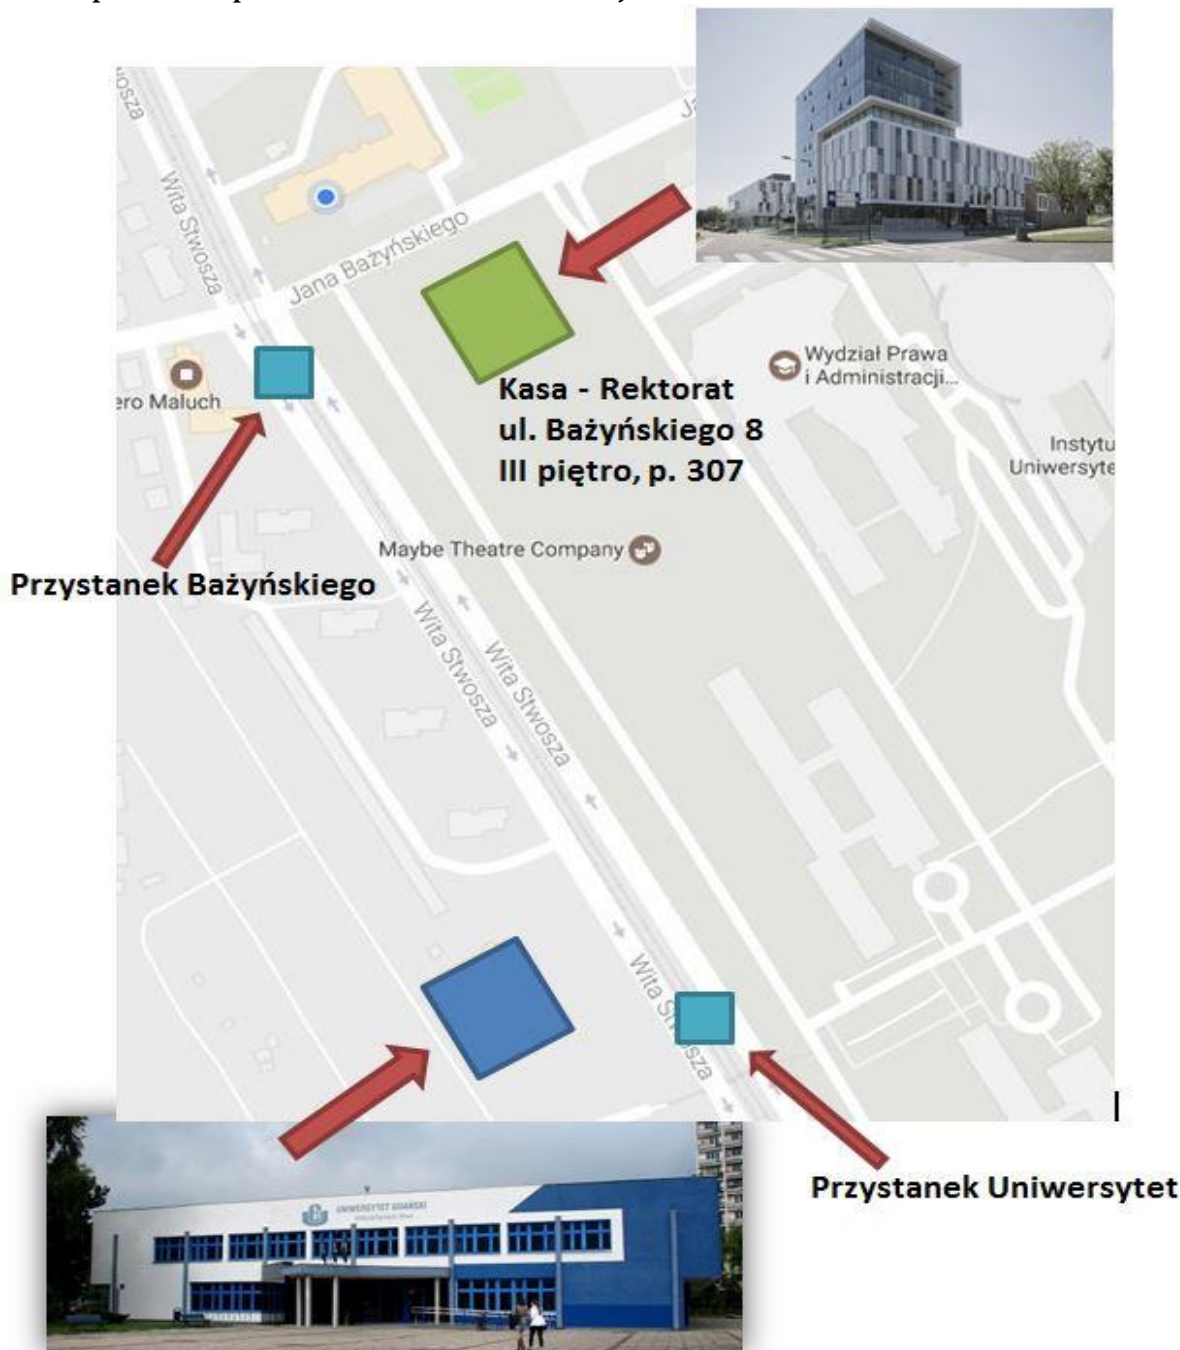 Wita Stwosza
Jana Bażyńskiego
Wydział Prawa
i Administracji...
ero Maluch
Kasa - Rektorat
ul. Bażyńskiego 8
III piętro, p. 307
Instytu
Uniwersyte
Maybe Theatre Company
Przystanek Bażyńskiego
Wita Stwosza
Wita Stwosza
Wita Stwosza
UNIWERSYTET GDAŃSKI
Przystanek Uniwersytet